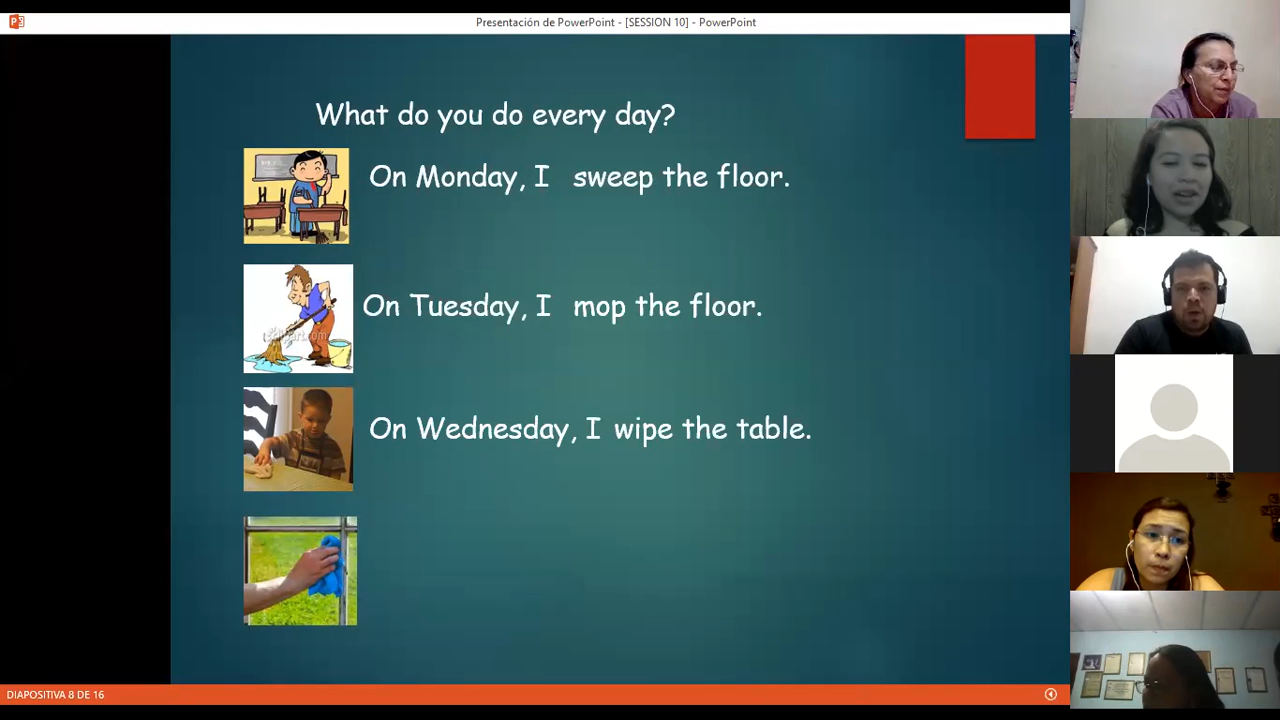 Presentación de PowerPoint - [SESSION 10] - PowerPoint
What do you do every day?
On Monday, I sweep the floor.
On Tuesday, I mop the floor.
On Wednesday, I wipe the table.
DIAPOSITIVA 8 DE 16